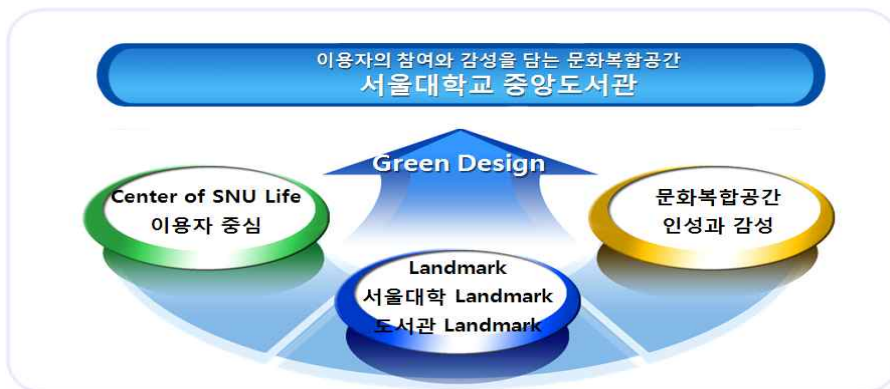 이용자의 참여와 감성을 담는 문화복합공간
서울대학교 중앙도서관
Green Design
Center of SNU Life
이용자 중심
문화복합공간
인성과 감성
Landmark
서울대학 Landmark
도서관 Landmark